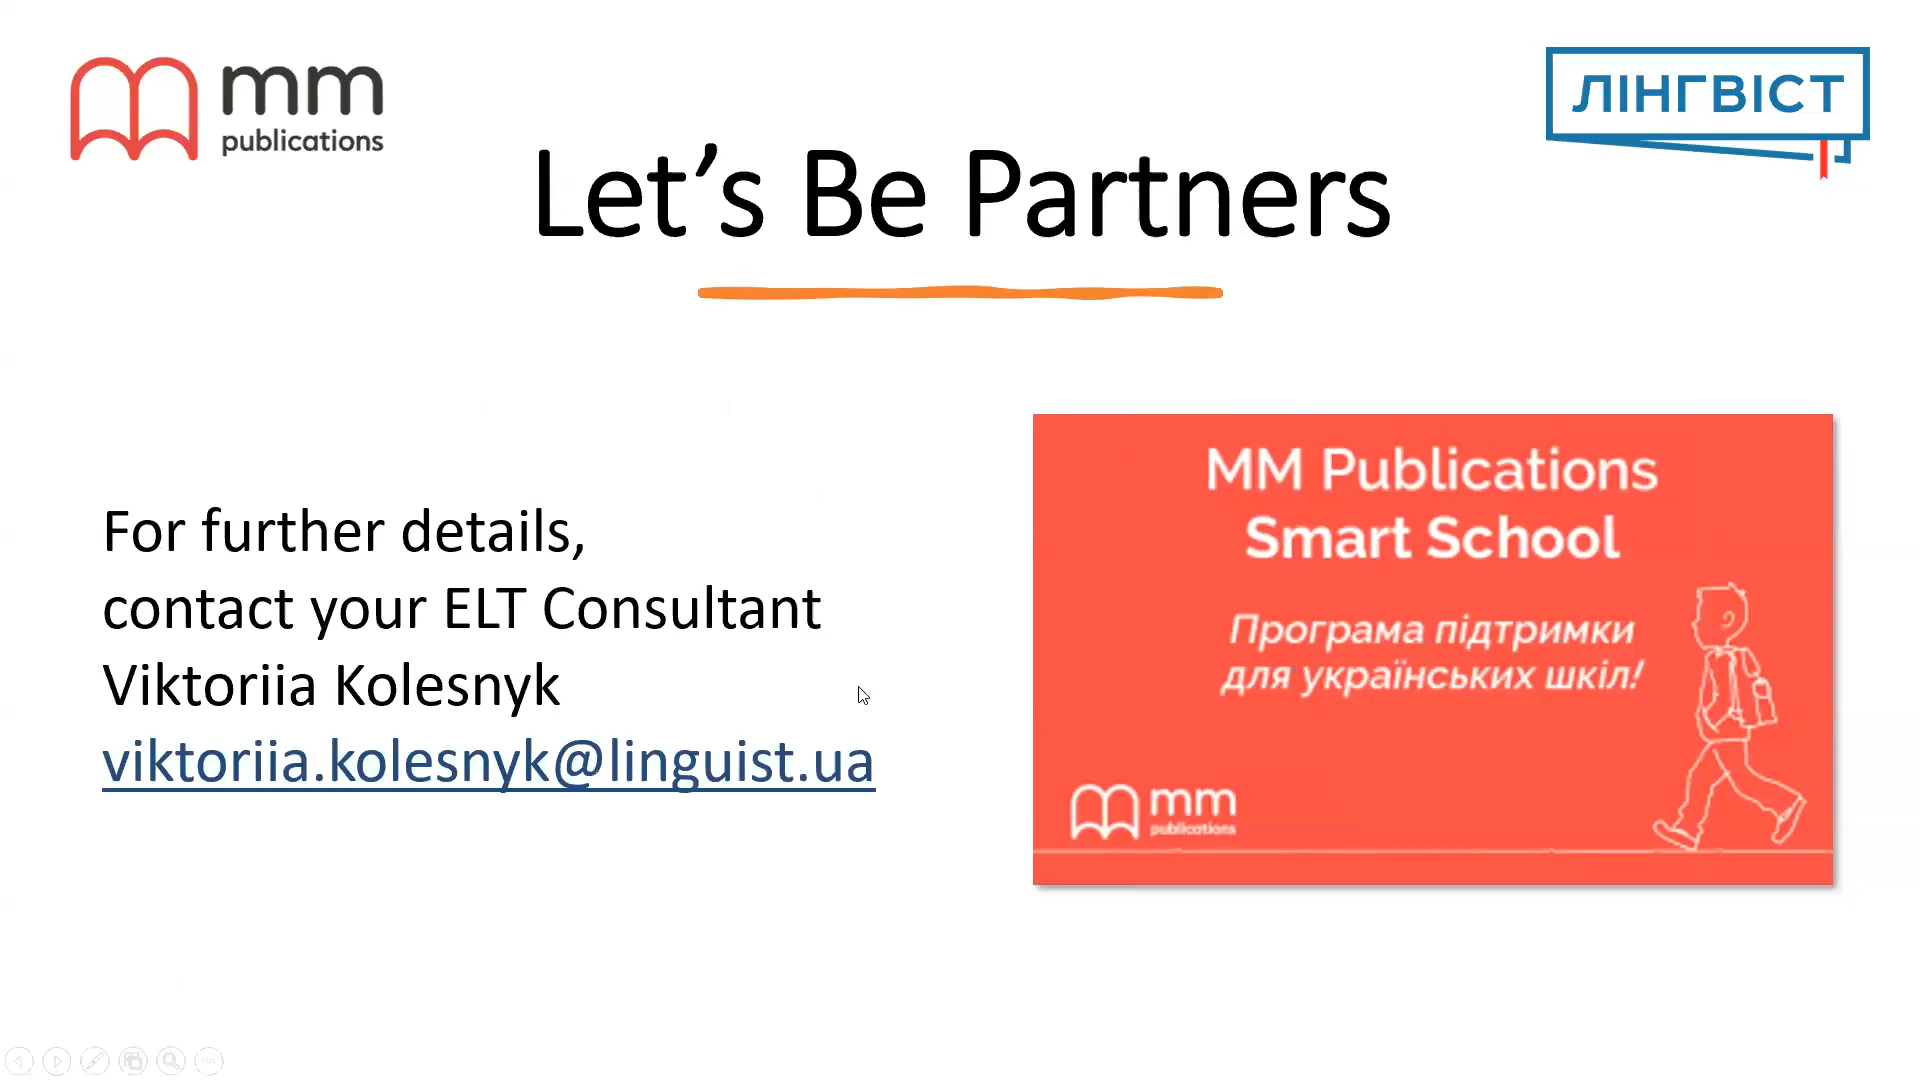 mm
publications
ЛІНГВІСТ
Let’s Be Partners
For further details,
contact your ELT Consultant
Viktoriia Kolesnyk
viktoriia.kolesnyk@linguist.ua
MM Publications
Smart School
Програма підтримки
для українських шкіл!
mm
publications